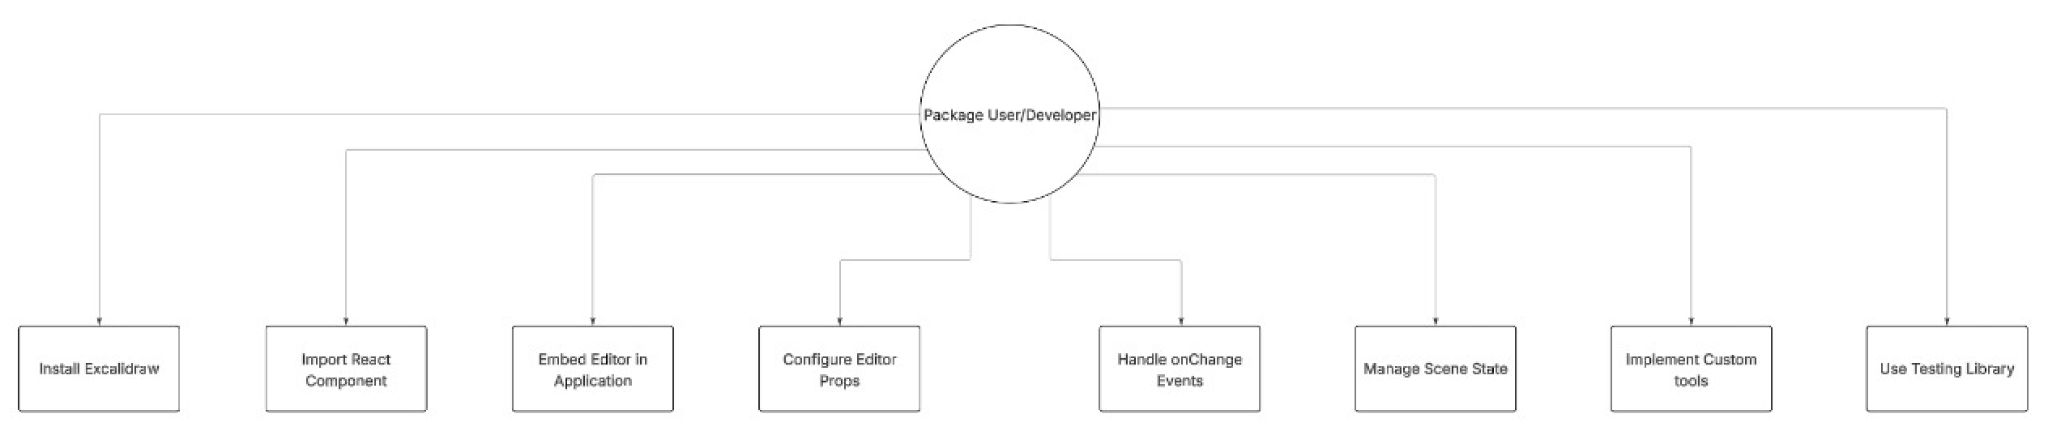 Package User/Developer
Install Excalidraw
Import React
Component
Embed Editor in
Application
Configure Editor
Props
Handle onChange
Events
Manage Scene State
Implement Custom
tools
Use Testing Library